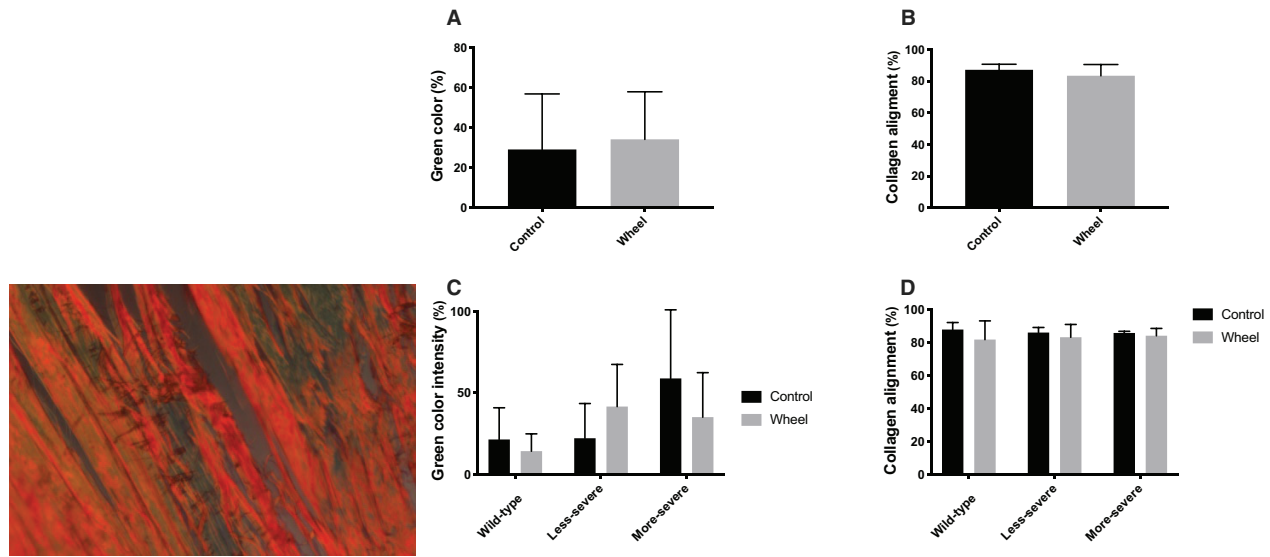 A
Green color (%)
80
60
40
20
0
Control
Wheel
B
Collagen aligment (%)
100
80
60
40
20
0
Control
Wheel
C
Green color intensity (%)
100
50
0
Wild-type
Less-severe
More-severe
Control
Wheel
D
Collagen alignment (%)
100
80
60
40
20
0
Wild-type
Less-severe
More-severe
Control
Wheel